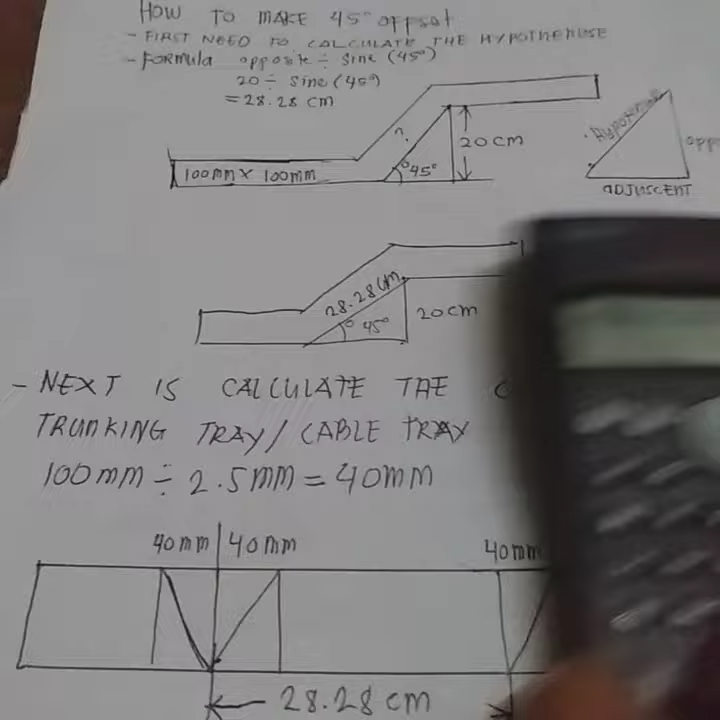 HOW TO MAKE 45° offset
- FIRST NEED TO CALCULATE THE HYPOTHENUSE
- FORMULA opposite ÷ sine (45°)
20 ÷ sine (45°)
= 28.28 cm
?
20 cm
45°
100mm x 100mm
Hypothenuse
ADJUSCENT
28.28cm
45°
20cm
- NEXT IS CALCULATE THE
TRUNKING TRAY / CABLE TRAY
100mm ÷ 2.5mm = 40mm
40mm 40mm 40mm
28.28 cm